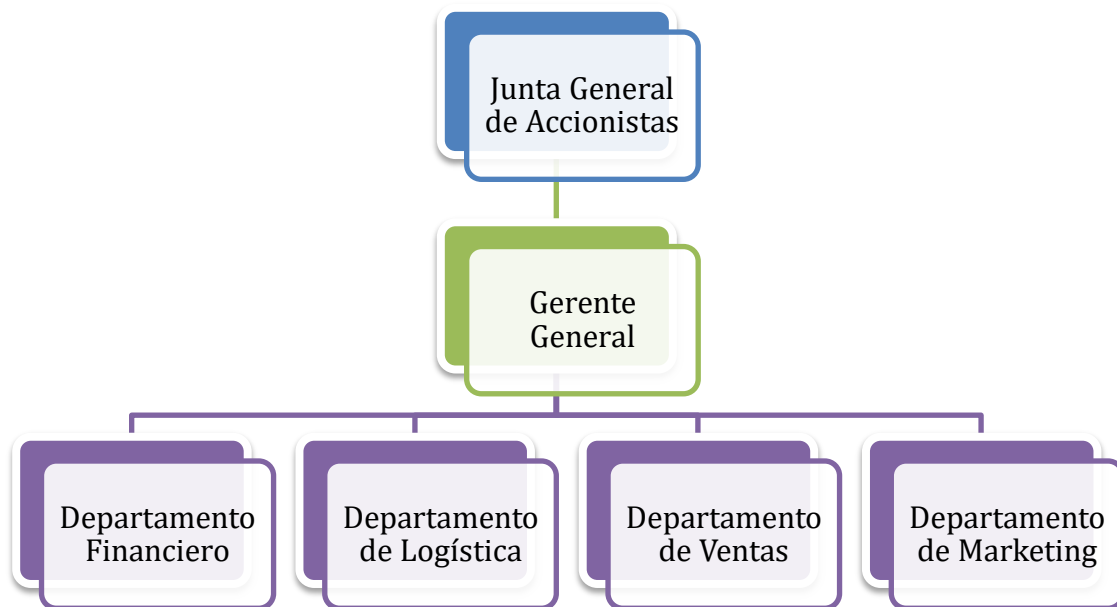 Junta General
de Accionistas
Gerente
General
Departamento
Financiero
Departamento
de Logística
Departamento
de Ventas
Departamento
de Marketing